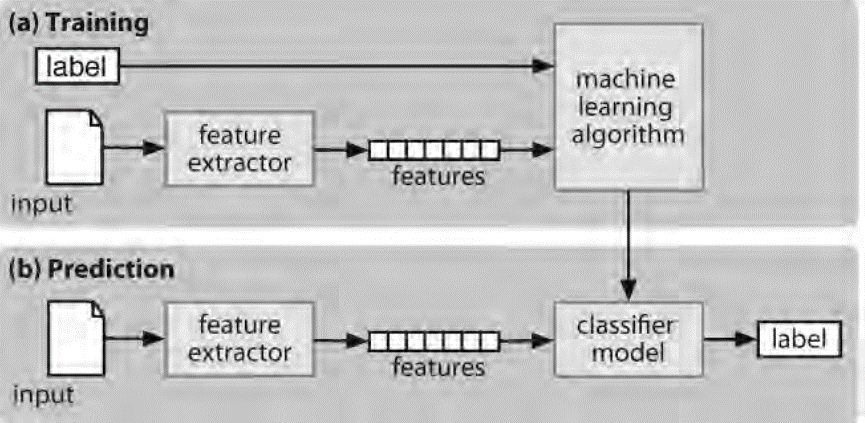 (a) Training
label
machine
learning
algorithm
feature
extractor
features
input
(b) Prediction
feature
extractor
features
classifier
model
label
input